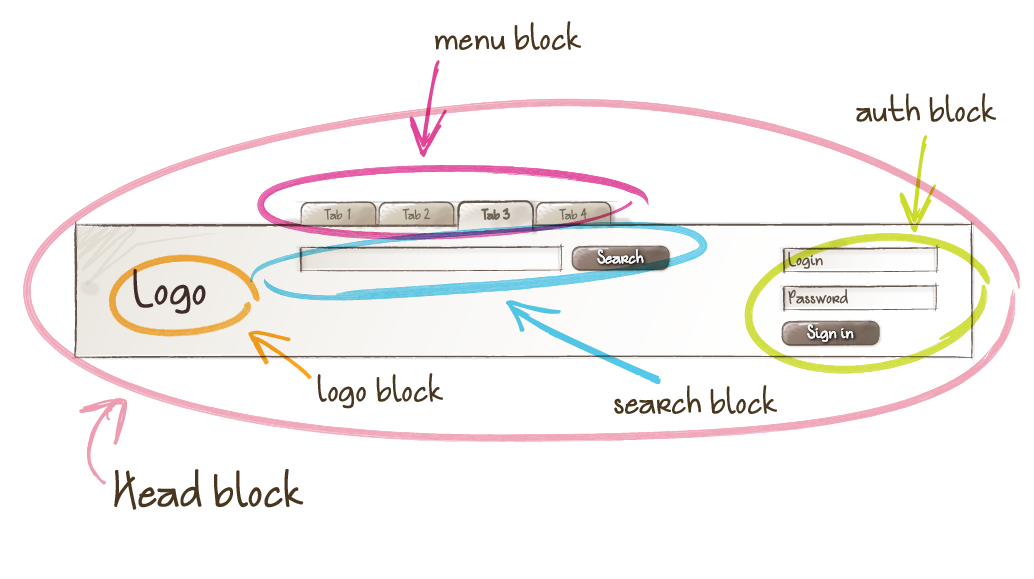 menu block
auth block
Tab 1
Tab 2
Tab 3
Tab 4
Search
Login
Logo
Password
Sign in
logo block
search block
Head block